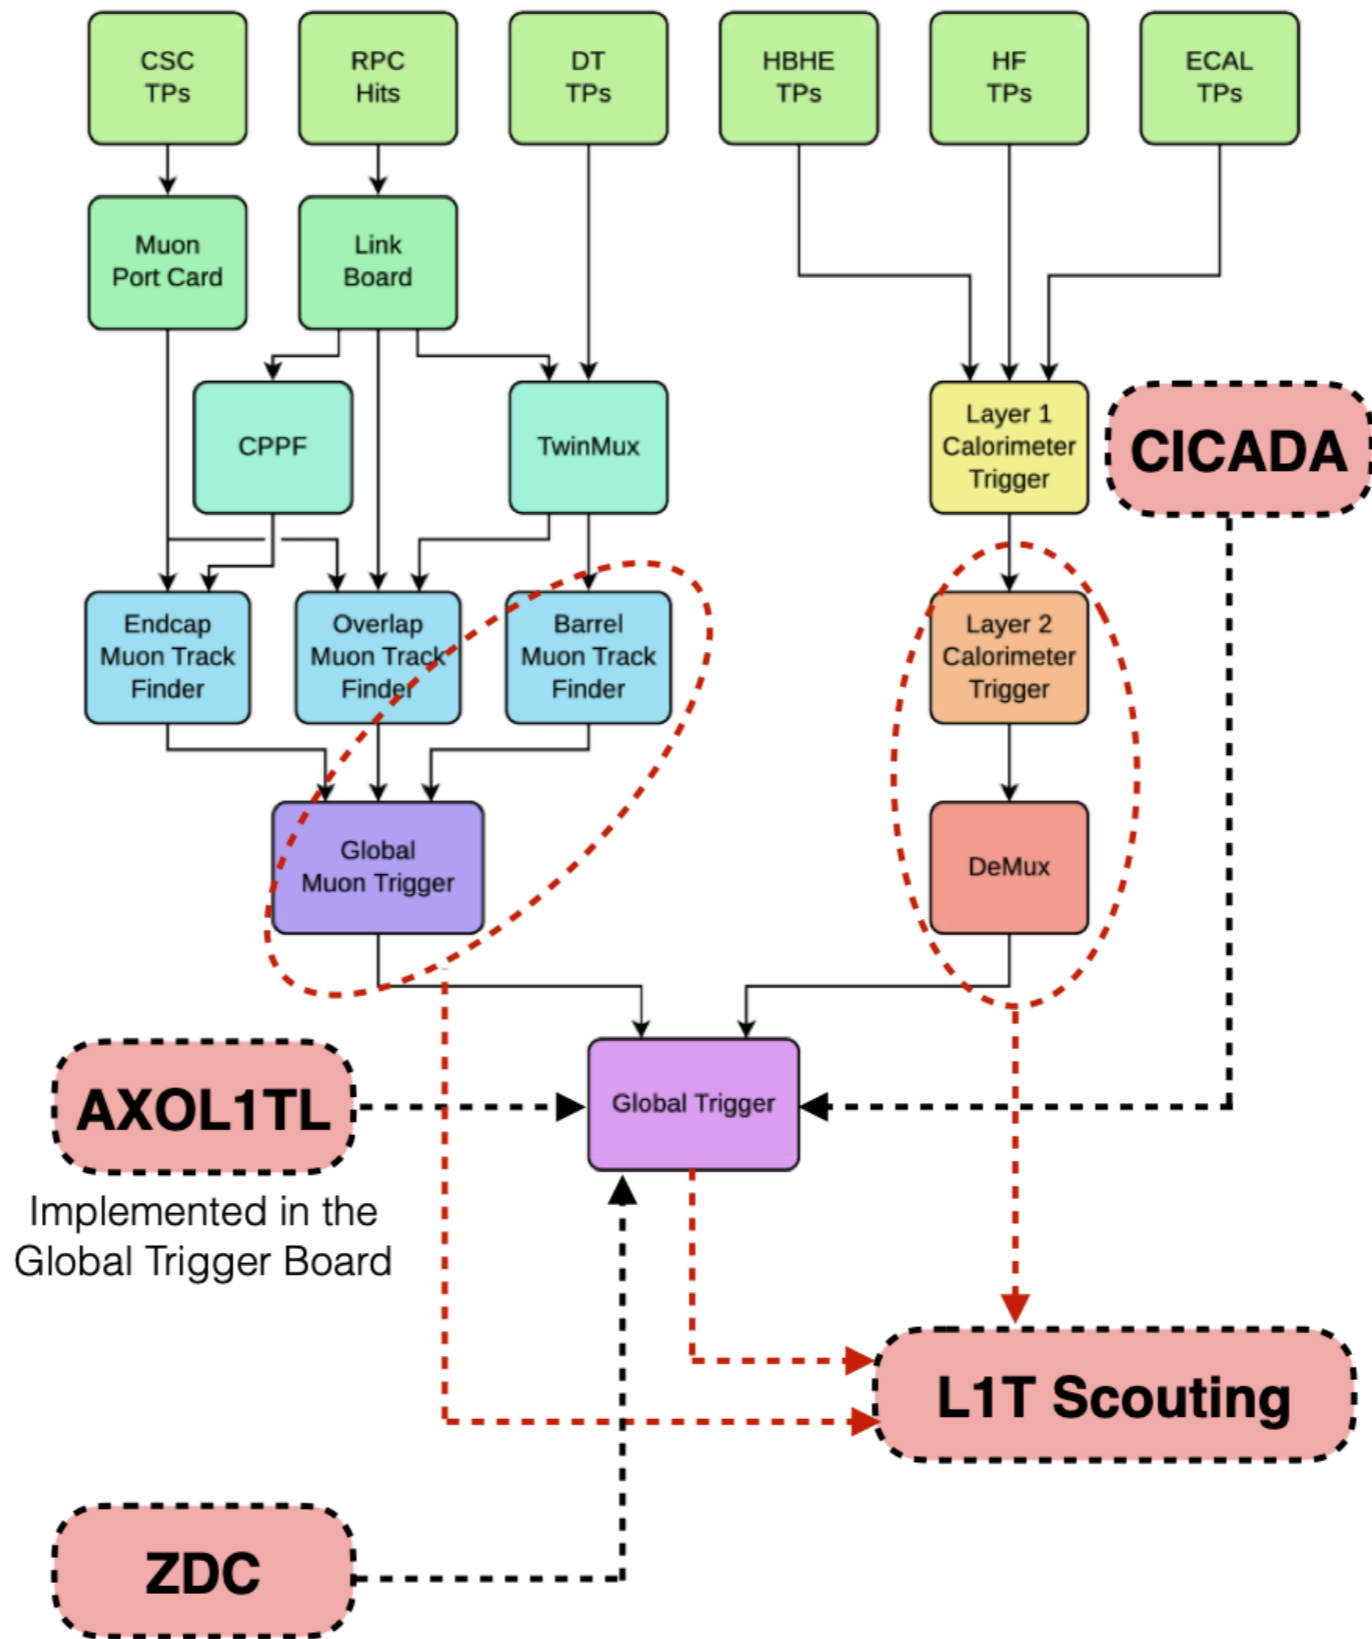 CSC
TPs
RPC
Hits
DT
TPs
HBHE
TPs
HF
TPs
ECAL
TPs
Muon
Port Card
Link
Board
CPPF
TwinMux
Layer 1
Calorimeter
Trigger
CICADA
Endcap
Muon Track
Finder
Overlap
Muon Track
Finder
Barrel
Muon Track
Finder
Layer 2
Calorimeter
Trigger
Global
Muon Trigger
DeMux
AXOL1TL
Implemented in the
Global Trigger Board
Global Trigger
L1T Scouting
ZDC